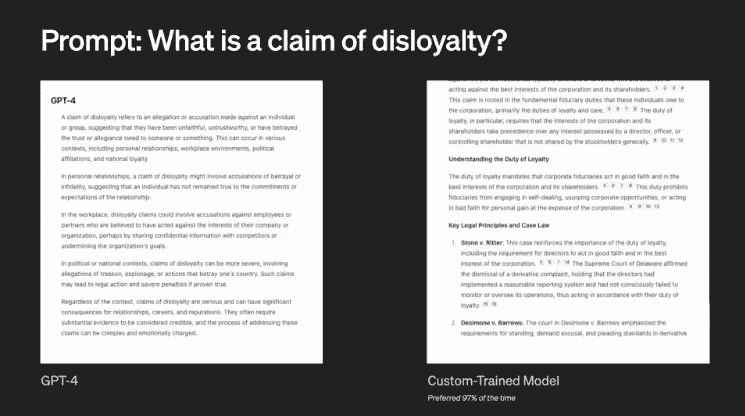 Prompt: What is a claim of disloyalty?
GPT-4
A claim of disloyalty refers to an allegation or accusation made against an individual
or group, suggesting that they have been unfaithful, untrustworthy, or have betrayed
the trust or allegiance owed to someone or something. This can occur in various
contexts, including personal relationships, workplace environments, political
affiliations, and national loyalty.
In personal relationships, a claim of disloyalty might involve accusations of betrayal or
infidelity, suggesting that an individual has not remained true to the commitments or
expectations of the relationship.
In the workplace, disloyalty claims could involve accusations against employees or
partners who are believed to have acted against the interests of their company or
organization, perhaps by sharing confidential information with competitors or
undermining the organization's goals.
In political or national contexts, claims of disloyalty can be more severe, involving
allegations of treason, espionage, or actions that betray one's country. Such claims
may lead to legal action and severe penalties if proven true.
Regardless of the context, claims of disloyalty are serious and can have significant
consequences for relationships, careers, and reputations. They often require
substantial evidence to be considered credible, and the process of addressing these
claims can be complex and emotionally charged.
GPT-4
acting against the best interests of the corporation and its shareholders. 1 2 3 4
This claim is rooted in the fundamental fiduciary duties that these individuals owe to
the corporation, primarily the duties of loyalty and care. 5 6 7 8 The duty of
loyalty, in particular, requires that the interests of the corporation and its
shareholders take precedence over any interest possessed by a director, officer, or
controlling shareholder that is not shared by the stockholders generally. 9 10 11 12
Understanding the Duty of Loyalty
The duty of loyalty mandates that corporate fiduciaries act in good faith and in the
best interests of the corporation and its shareholders. This duty prohibits
fiduciaries from engaging in self-dealing, usurping corporate opportunities, or acting
in bad faith for personal gain at the expense of the corporation.
Key Legal Principles and Case Law
1. Stone v. Ritter: This case reinforces the importance of the duty of loyalty,
including the requirement for directors to act in good faith and in the best
interest of the corporation. The Supreme Court of Delaware affirmed
the dismissal of a derivative complaint, holding that the directors had
implemented a reasonable reporting system and had not consciously failed to
monitor or oversee its operations, thus acting in accordance with their duty of
loyalty.
2. Desimone v. Barrows: The court in Desimone v. Barrows emphasized the
requirements for standing, demand excusal, and pleading standards in derivative
Custom-Trained Model
Preferred 97% of the time